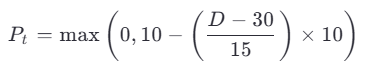 P_t = max(0, 10 − ((D − 30)/15) × 10)